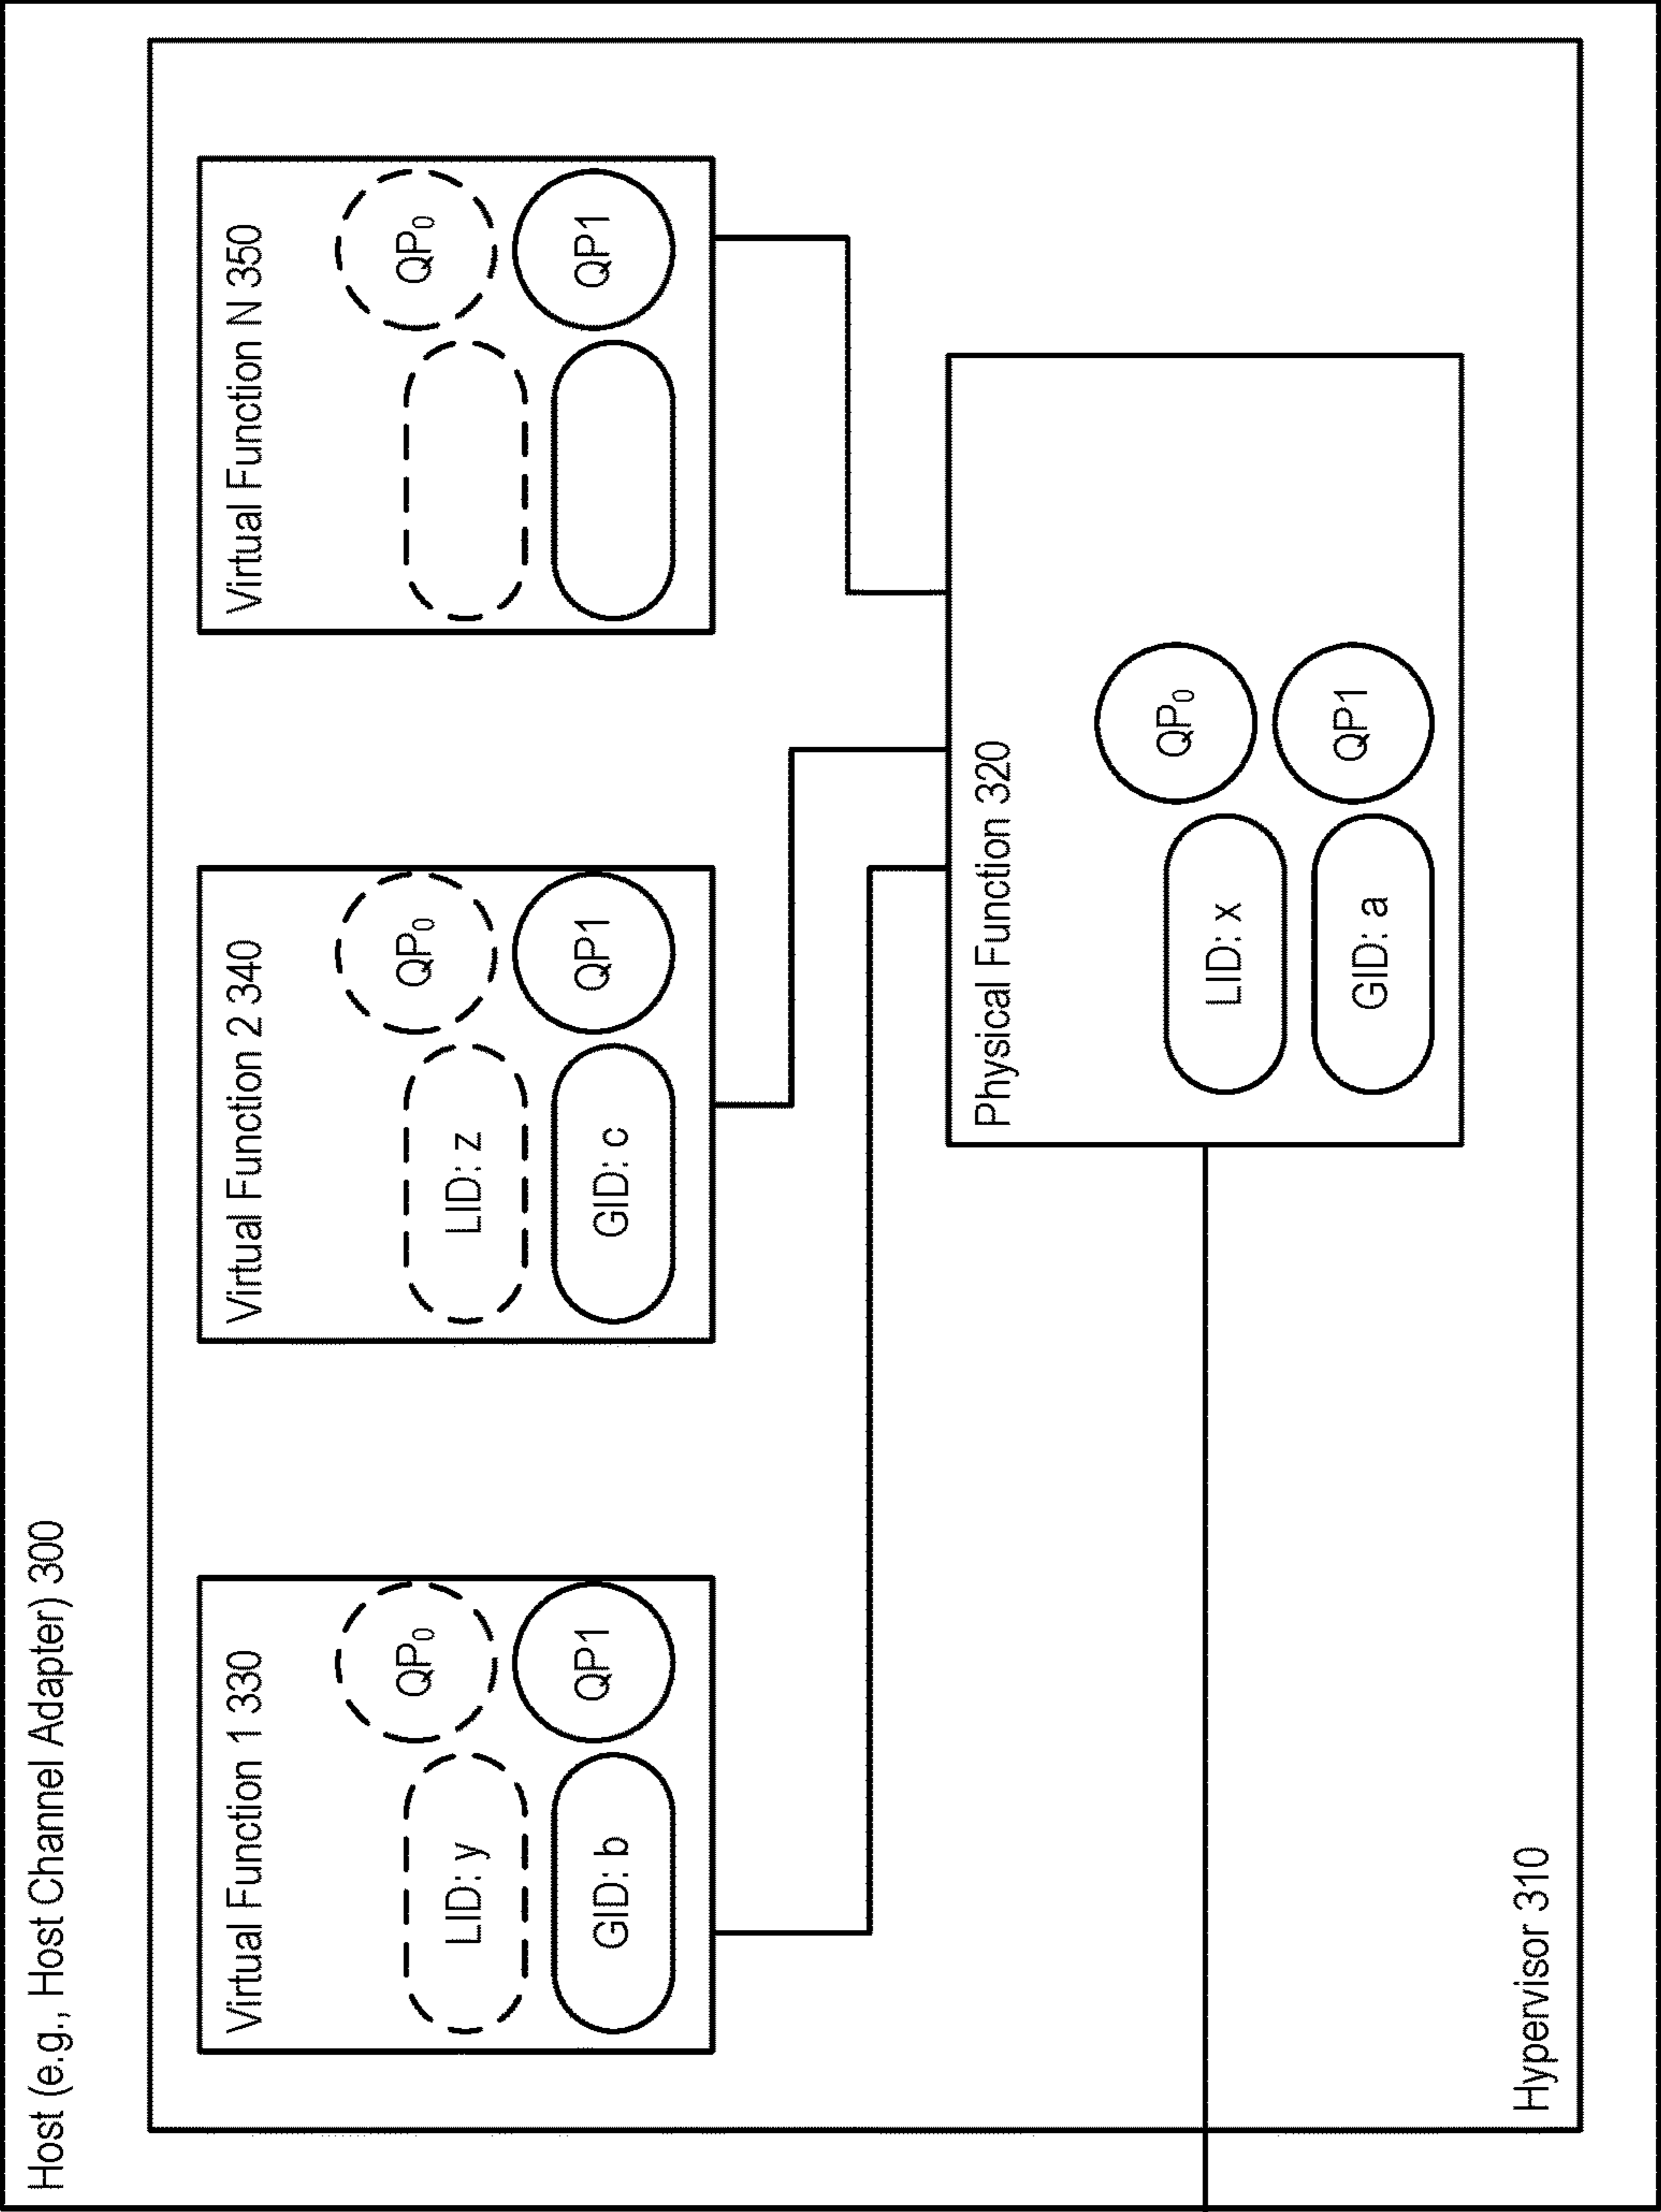 Host (e.g., Host Channel Adapter) 300
Virtual Function 1 330
QP₀
LID: y
QP1
GID: b
Virtual Function 2 340
QP₀
LID: z
QP1
GID: c
Virtual Function N 350
QP₀
QP1
Physical Function 320
QP₀
LID: x
QP1
GID: a
Hypervisor 310